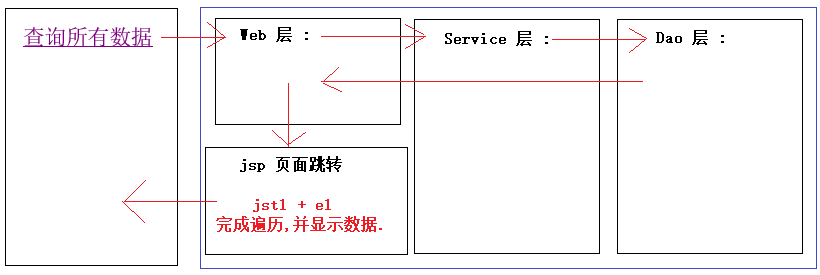 查询所有数据
Web 层 :
Service 层 :
Dao 层 :
jsp 页面跳转
jstl + el
完成遍历,并显示数据.